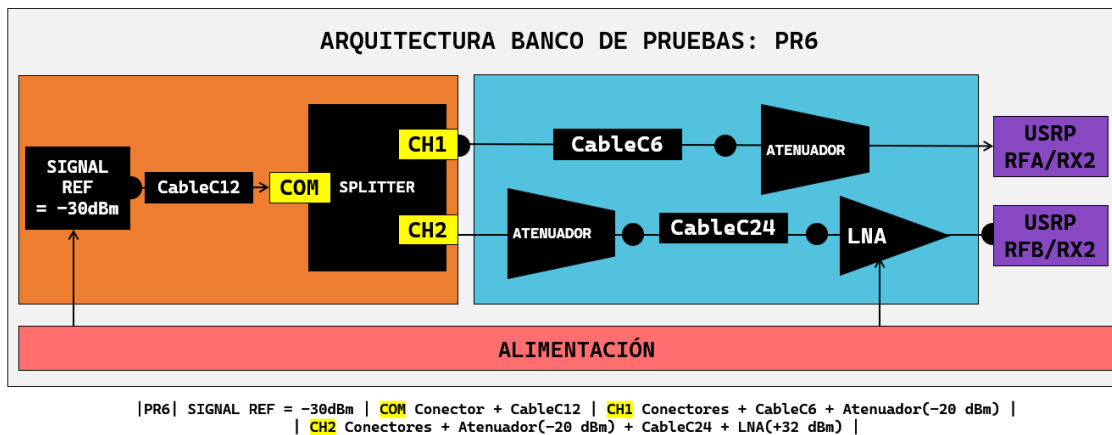 ARQUITECTURA BANCO DE PRUEBAS: PR6
SIGNAL
REF
= -30dBm
CableC12
COM
SPLITTER
CH1
CH2
CableC6
ATENUADOR
USRP
RFA/RX2
ATENUADOR
CableC24
LNA
USRP
RFB/RX2
ALIMENTACIÓN
|PR6| SIGNAL REF = -30dBm | COM Conector + CableC12 | CH1 Conectores + CableC6 + Atenuador(-20 dBm) |
| CH2 Conectores + Atenuador(-20 dBm) + CableC24 + LNA(+32 dBm) |